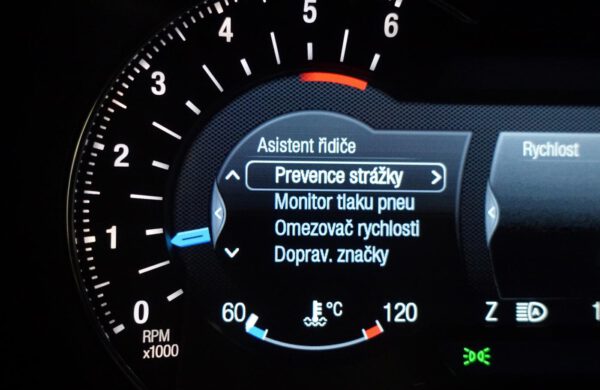 6
5
4
3
2
1
0
RPM
x1000
Asistent řidiče
Prevence strážky
Monitor tlaku pneu
Omezovač rychlosti
Doprav. značky
60 °C 120
Rychlost
Z A